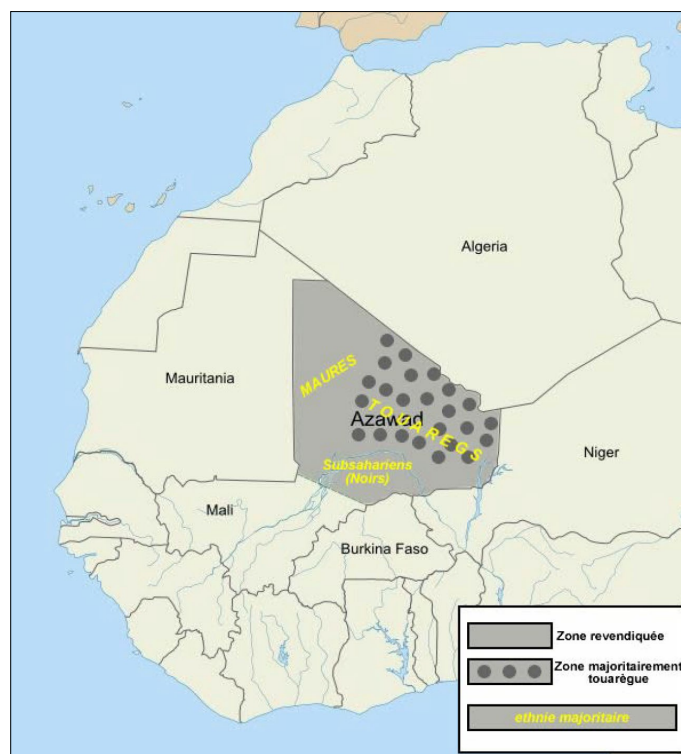 Algeria
MAURES
Mauritania
TOUAREGS
Azawad
Niger
Subsahariens
(Noirs)
Mali
Burkina Faso
Zone revendiquée
Zone majoritairement
touarègue
ethnie majoritaire